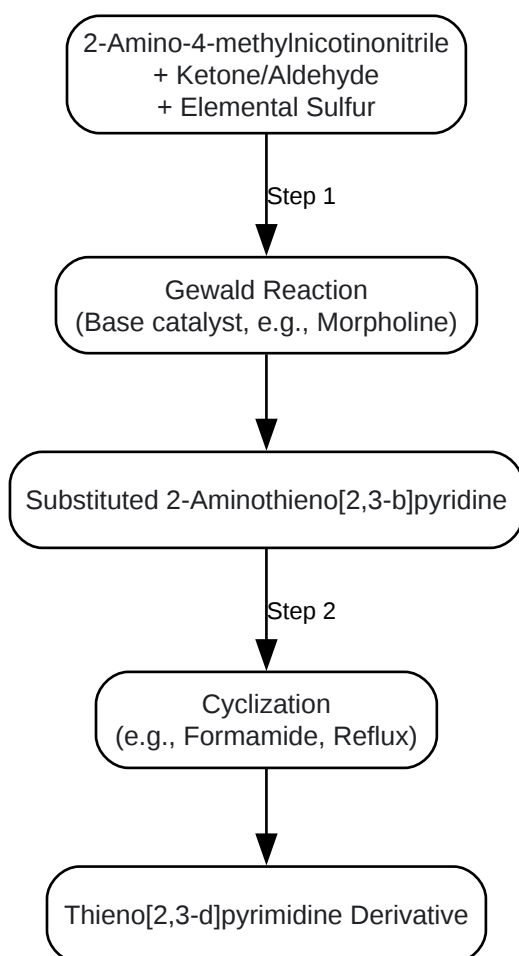 2-Amino-4-methylnicotinonitrile
+ Ketone/Aldehyde
+ Elemental Sulfur
Step 1
Gewald Reaction
(Base catalyst, e.g., Morpholine)
Substituted 2-Aminothieno[2,3-b]pyridine
Step 2
Cyclization
(e.g., Formamide, Reflux)
Thieno[2,3-d]pyrimidine Derivative